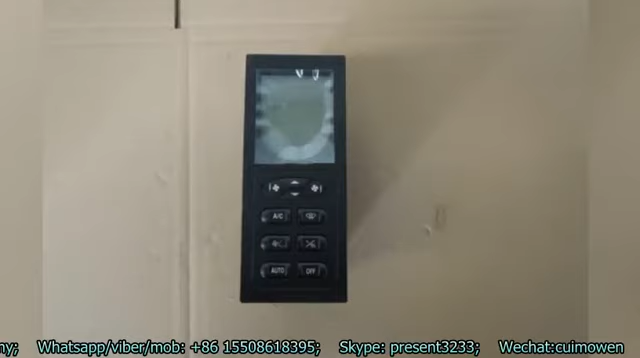 A/C
AUTO OFF
ny; Whatsapp/viber/mob: +86 15508618395; Skype: present3233; Wechat:cuimowen